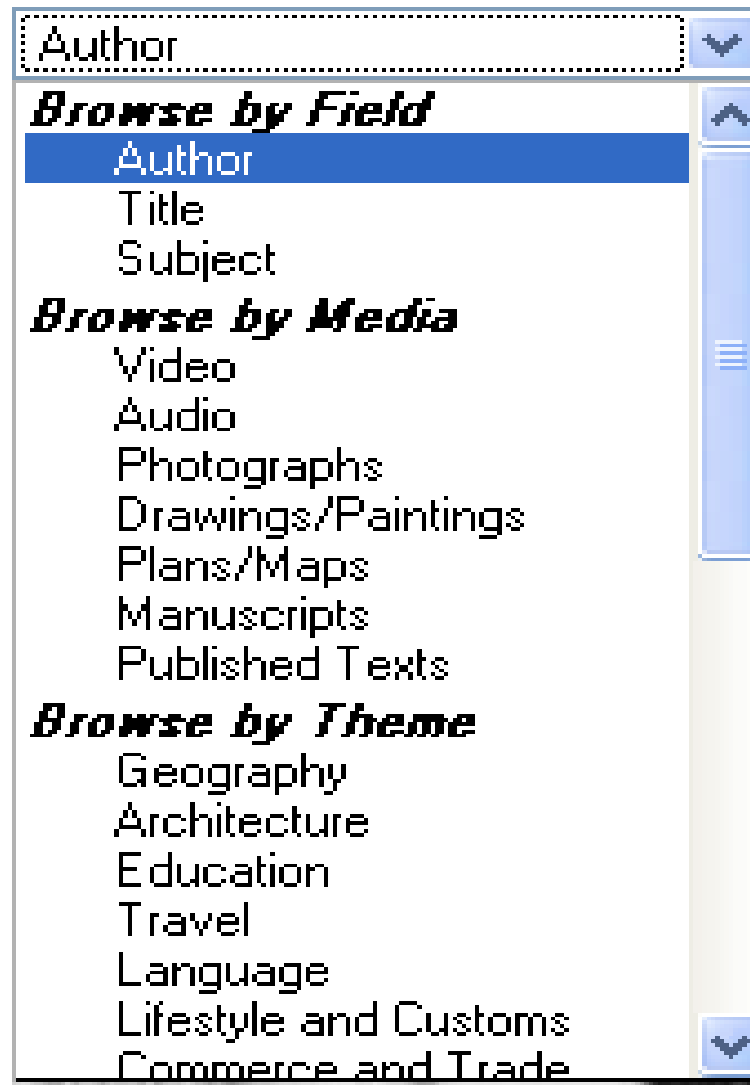 Author
Browse by Field
Author
Title
Subject
Browse by Media
Video
Audio
Photographs
Drawings/Paintings
Plans/Maps
Manuscripts
Published Texts
Browse by Theme
Geography
Architecture
Education
Travel
Language
Lifestyle and Customs
Commerce and Trade